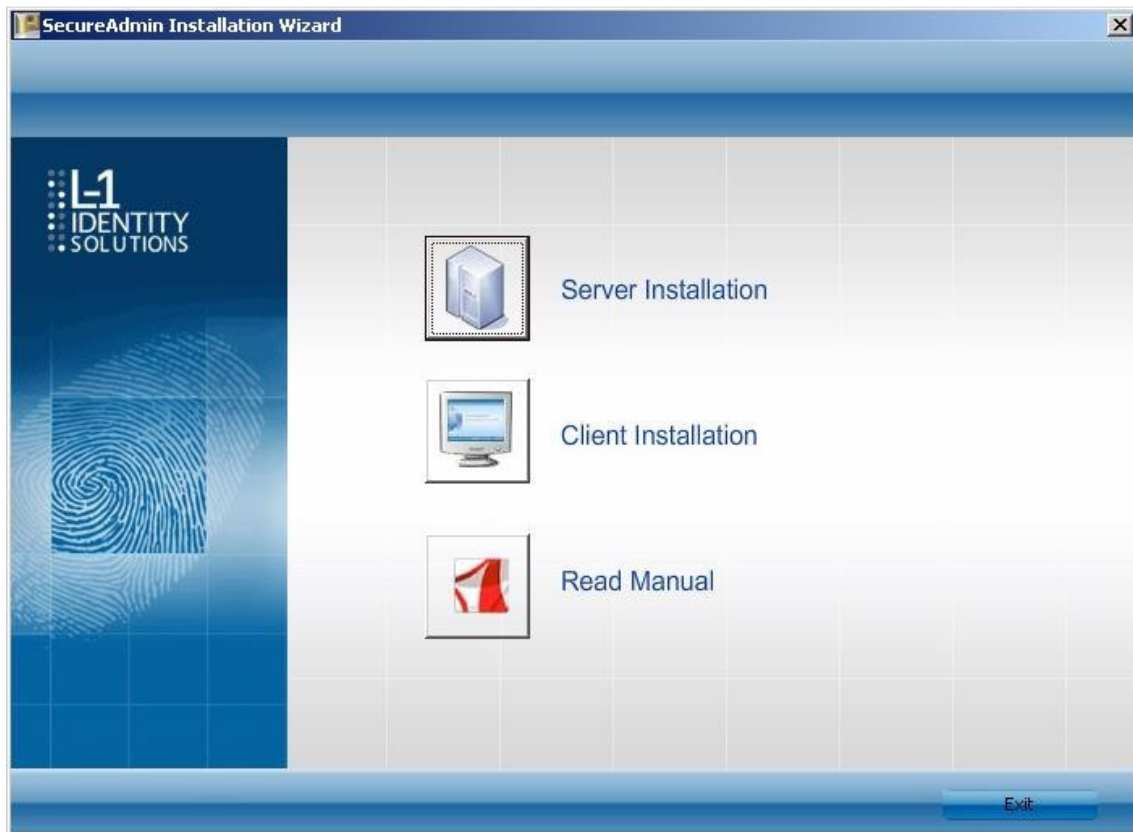 SecureAdmin Installation Wizard
L-1
IDENTITY
SOLUTIONS
Server Installation
Client Installation
Read Manual
Exit